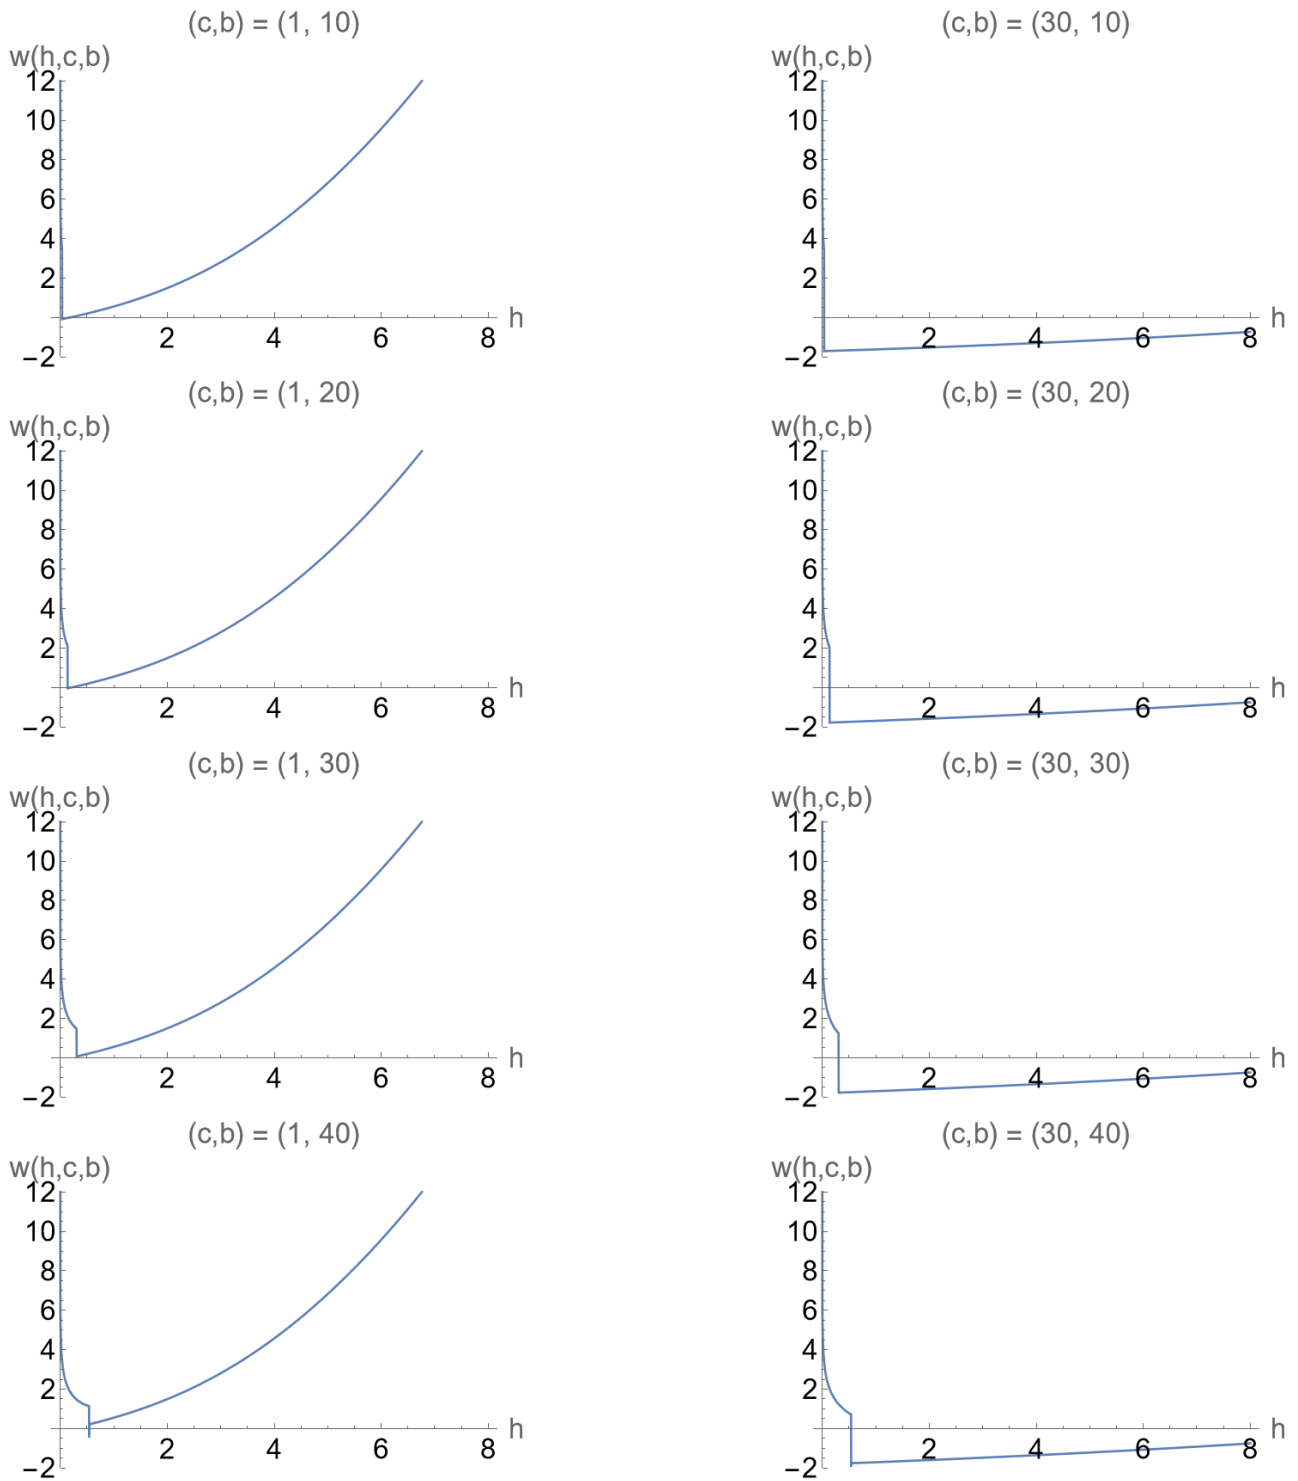 (c,b) = (1, 10)
w(h,c,b)
12
10
8
6
4
2
−2
2 4 6 8 h
(c,b) = (30, 10)
w(h,c,b)
12
10
8
6
4
2
−2
2 4 6 8 h
(c,b) = (1, 20)
w(h,c,b)
12
10
8
6
4
2
−2
2 4 6 8 h
(c,b) = (30, 20)
w(h,c,b)
12
10
8
6
4
2
−2
2 4 6 8 h
(c,b) = (1, 30)
w(h,c,b)
12
10
8
6
4
2
−2
2 4 6 8 h
(c,b) = (30, 30)
w(h,c,b)
12
10
8
6
4
2
−2
2 4 6 8 h
(c,b) = (1, 40)
w(h,c,b)
12
10
8
6
4
2
−2
2 4 6 8 h
(c,b) = (30, 40)
w(h,c,b)
12
10
8
6
4
2
−2
2 4 6 8 h